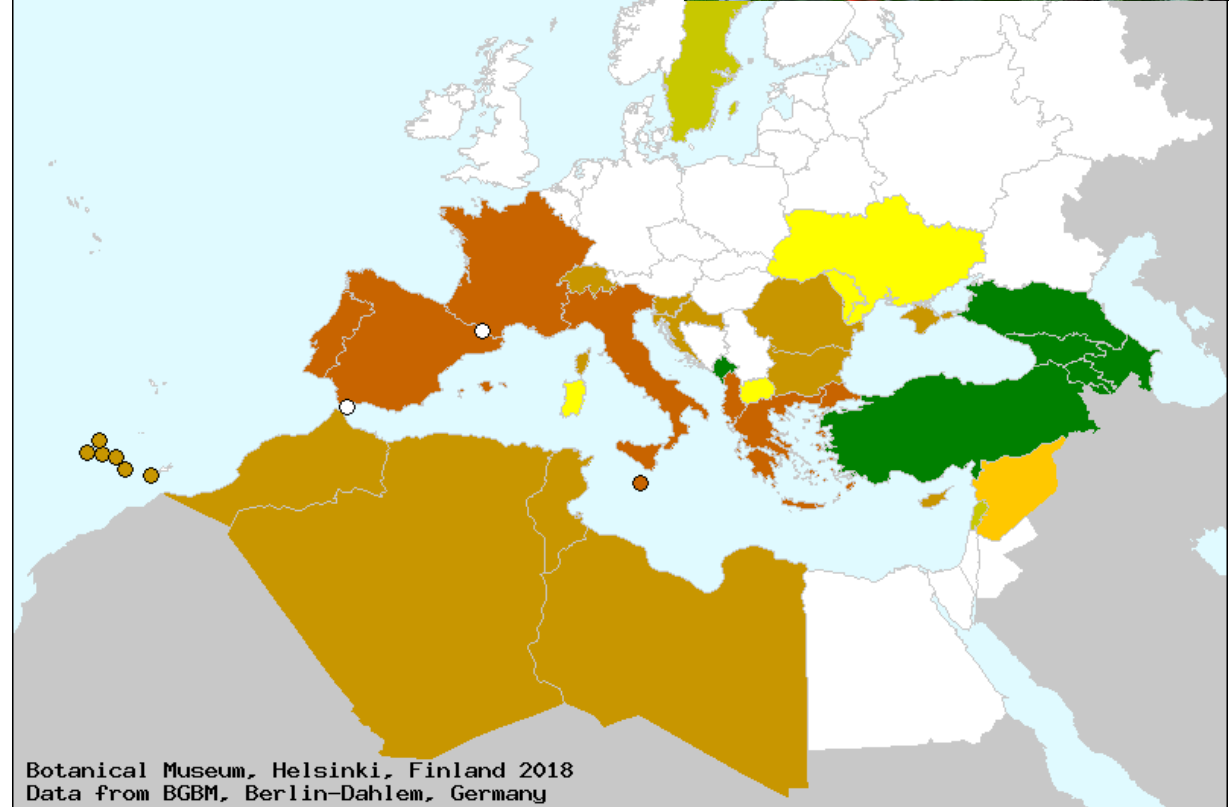 Botanical Museum, Helsinki, Finland 2018
Data from BGBM, Berlin-Dahlem, Germany